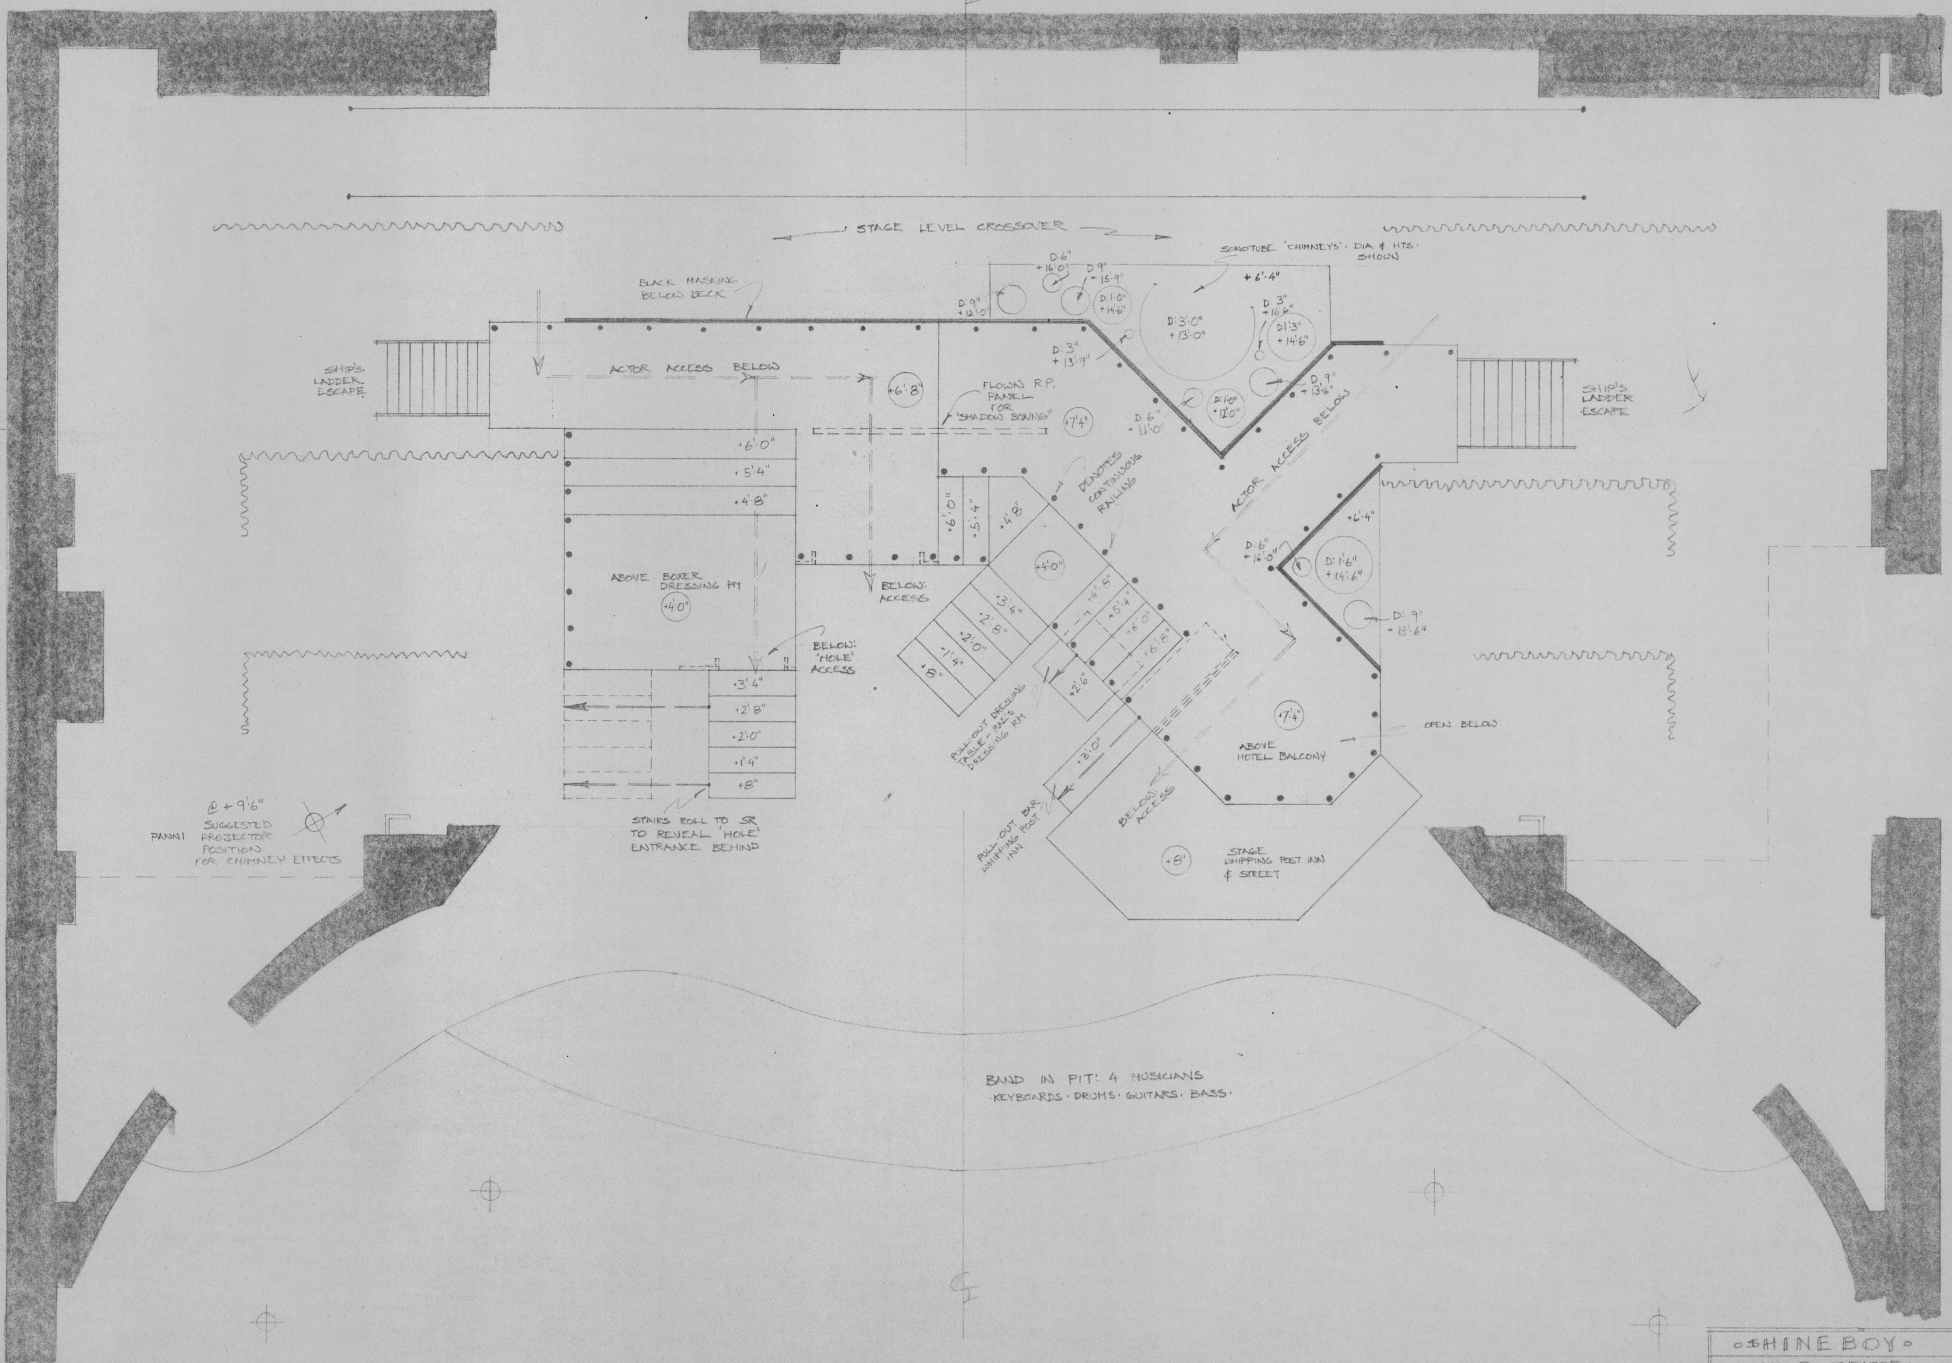 STAGE LEVEL CROSSOVER
SONOTUBE 'CHIMNEYS'· DIA & HTS·
SHOWN
BLACK MASKING
BELOW DECK
D·6"
+16'·0"
D·9"
+15'·9"
D:1'·0"
+14'·6"
D:9"
+12'·0"
+6'·4"
D:3'·0"
+13'·0"
D·3"
+16'·6"
D1'·3"
+14'·6"
D:3"
+13'·9"
SHIP'S
LADDER
ESCAPE
ACTOR ACCESS BELOW
+6'·8"
FLOWN R.P.
PANEL
FOR
"SHADOW BOXING"
+7'·4"
D:6"
+11'·0"
D:1'·0"
+12'·0"
D·9"
+13'·6"
SHIP'S
LADDER
ESCAPE
ACTOR ACCESS BELOW
DENOTES
CONTINUOUS
RAILING
+6'·0"
+5'·4"
+4'·8"
+6'·0"
+5'·4"
+4'·8"
+6'·4"
D·6"
+16'·0"
D:1'·6"
+14'·6"
D:9"
+13'·6"
ABOVE: BOXER
DRESSING RM
+4'·0"
BELOW:
ACCESS
+4'·0"
+3'·4"
+2'·8"
+2'·0"
+1'·4"
+8"
+4'·8"
+5'·4"
+6'·0"
+6'·8"
+2'·6"
BELOW:
'HOLE'
ACCESS
+3'·4"
+2'·8"
+2'·0"
+1'·4"
+8"
PULL-OUT DRESSING
TABLE - RAE'S
DRESSING RM
+3'·0"
+7'·4"
ABOVE
HOTEL BALCONY
OPEN BELOW
STAIRS ROLL TO SR
TO REVEAL 'HOLE'
ENTRANCE BEHIND
PULL-OUT BAR
WHIPPING POST
INN
BELOW:
ACCESS
+8"
STAGE
WHIPPING POST INN
& STREET
@ + 9'·6"
SUGGESTED
PANNI PROJECTOR
POSITION
FOR CHIMNEY EFFECTS
BAND IN PIT: 4 MUSICIANS
·KEYBOARDS· DRUMS· GUITARS· BASS·
SHINE BOY